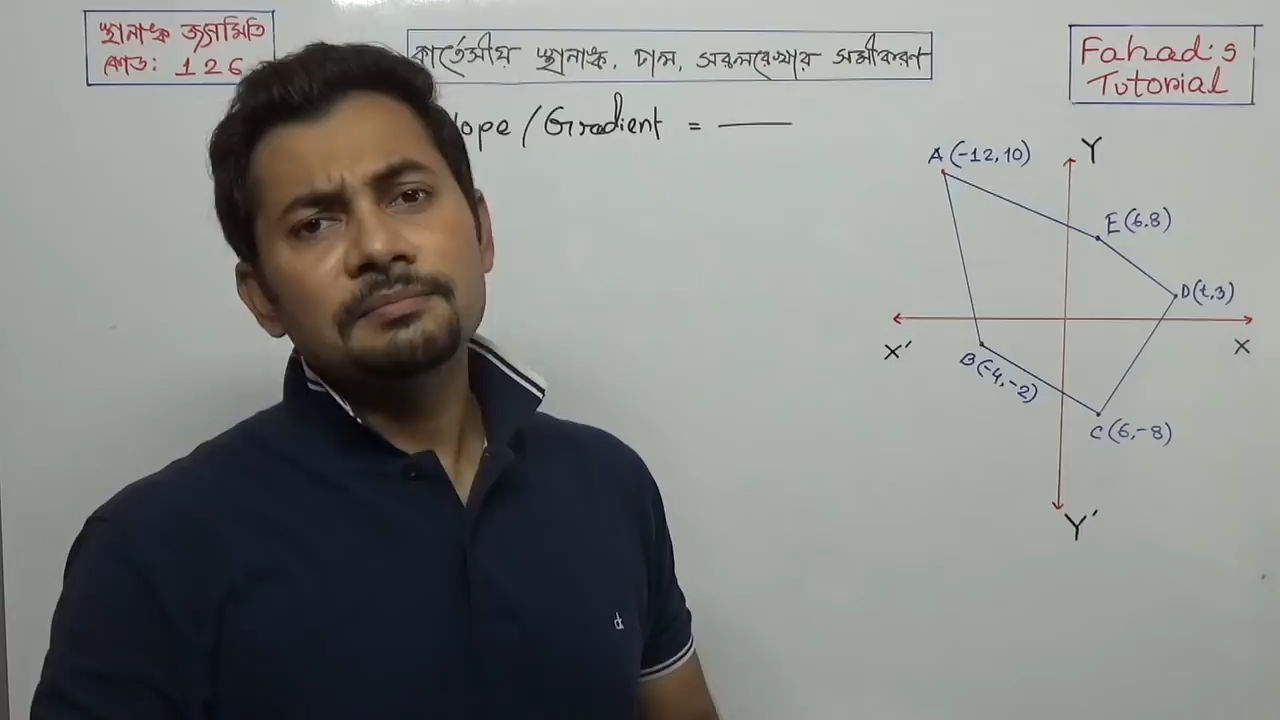 স্থানাঙ্ক জ্যামিতি
কোড: 126
কার্তেসীয় স্থানাঙ্ক, ঢাল, সরলরেখার সমীকরণ
Fahad's
Tutorial
lope / Gradient =
Y
A (-12, 10)
E (6.8)
D (t, 3)
X'
X
B (-4, -2)
C (6, -8)
Y'
d